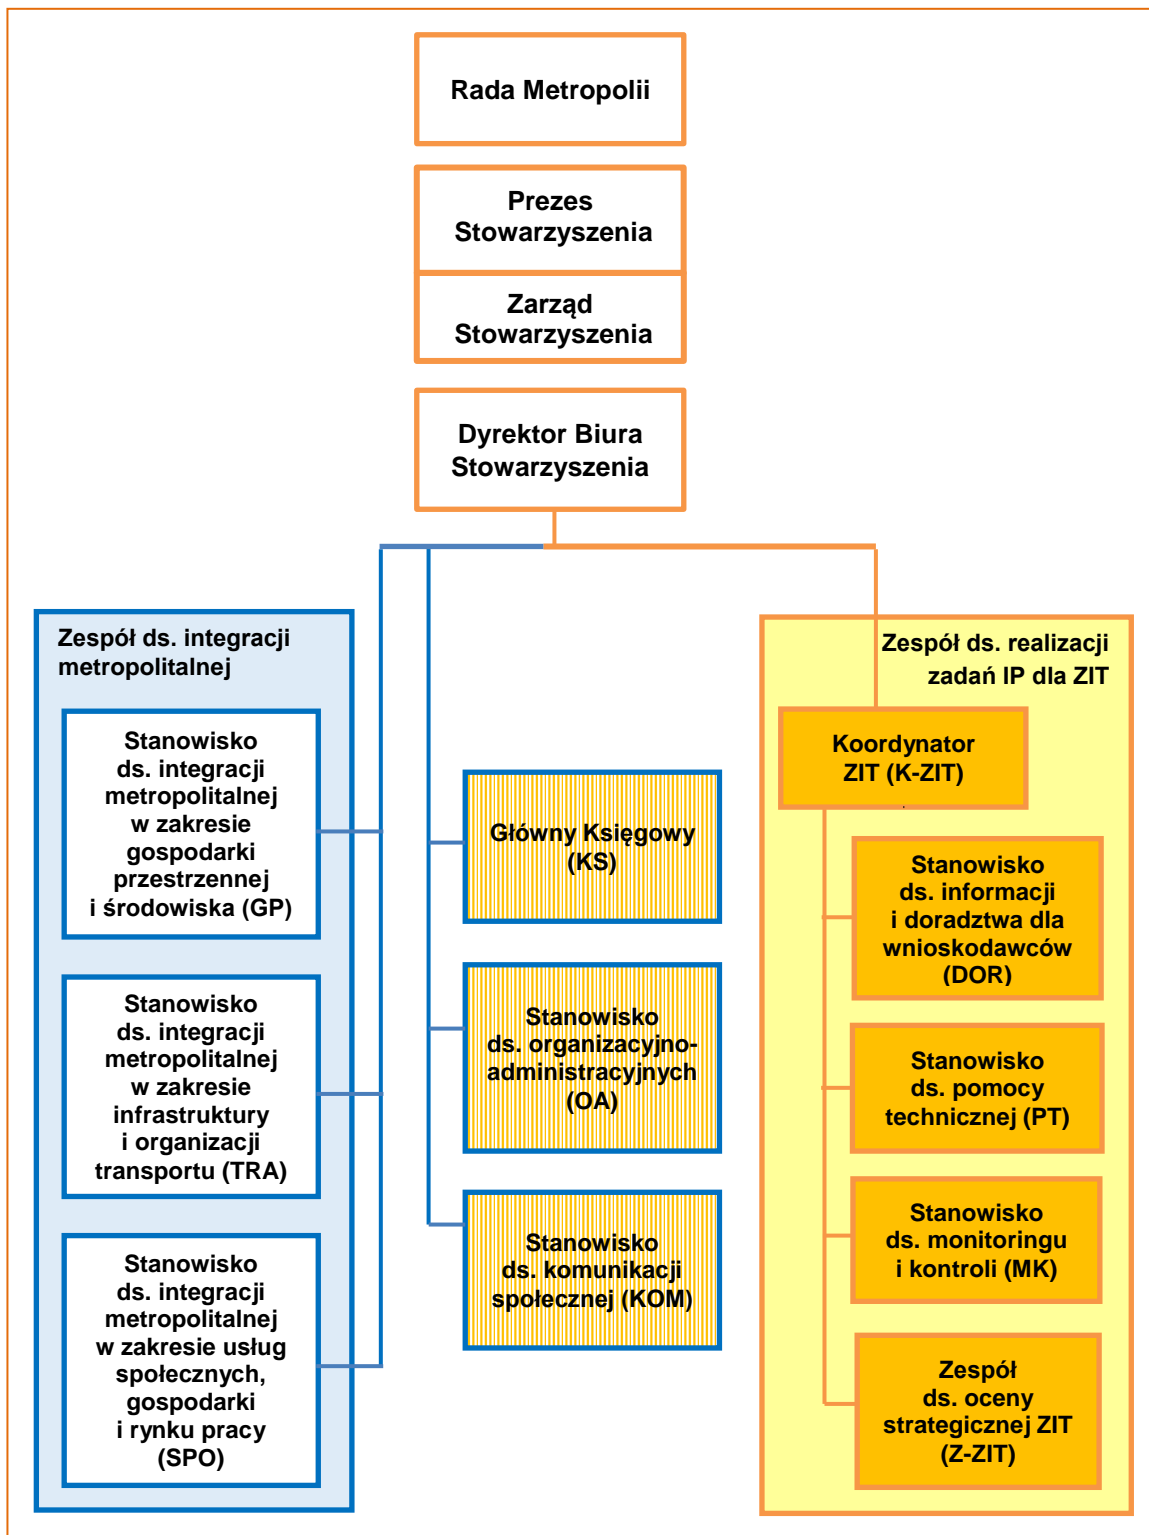 Rada Metropolii
Prezes
Stowarzyszenia
Zarząd
Stowarzyszenia
Dyrektor Biura
Stowarzyszenia
Zespół ds. integracji
metropolitalnej
Stanowisko
ds. integracji
metropolitalnej
w zakresie
gospodarki
przestrzennej
i środowiska (GP)
Stanowisko
ds. integracji
metropolitalnej
w zakresie
infrastruktury
i organizacji
transportu (TRA)
Stanowisko
ds. integracji
metropolitalnej
w zakresie usług
społecznych,
gospodarki
i rynku pracy
(SPO)
Główny Księgowy
(KS)
Stanowisko
ds. organizacyjno-
administracyjnych
(OA)
Stanowisko
ds. komunikacji
społecznej (KOM)
Zespół ds. realizacji
zadań IP dla ZIT
Koordynator
ZIT (K-ZIT)
Stanowisko
ds. informacji
i doradztwa dla
wnioskodawców
(DOR)
Stanowisko
ds. pomocy
technicznej (PT)
Stanowisko
ds. monitoringu
i kontroli (MK)
Zespół
ds. oceny
strategicznej ZIT
(Z-ZIT)